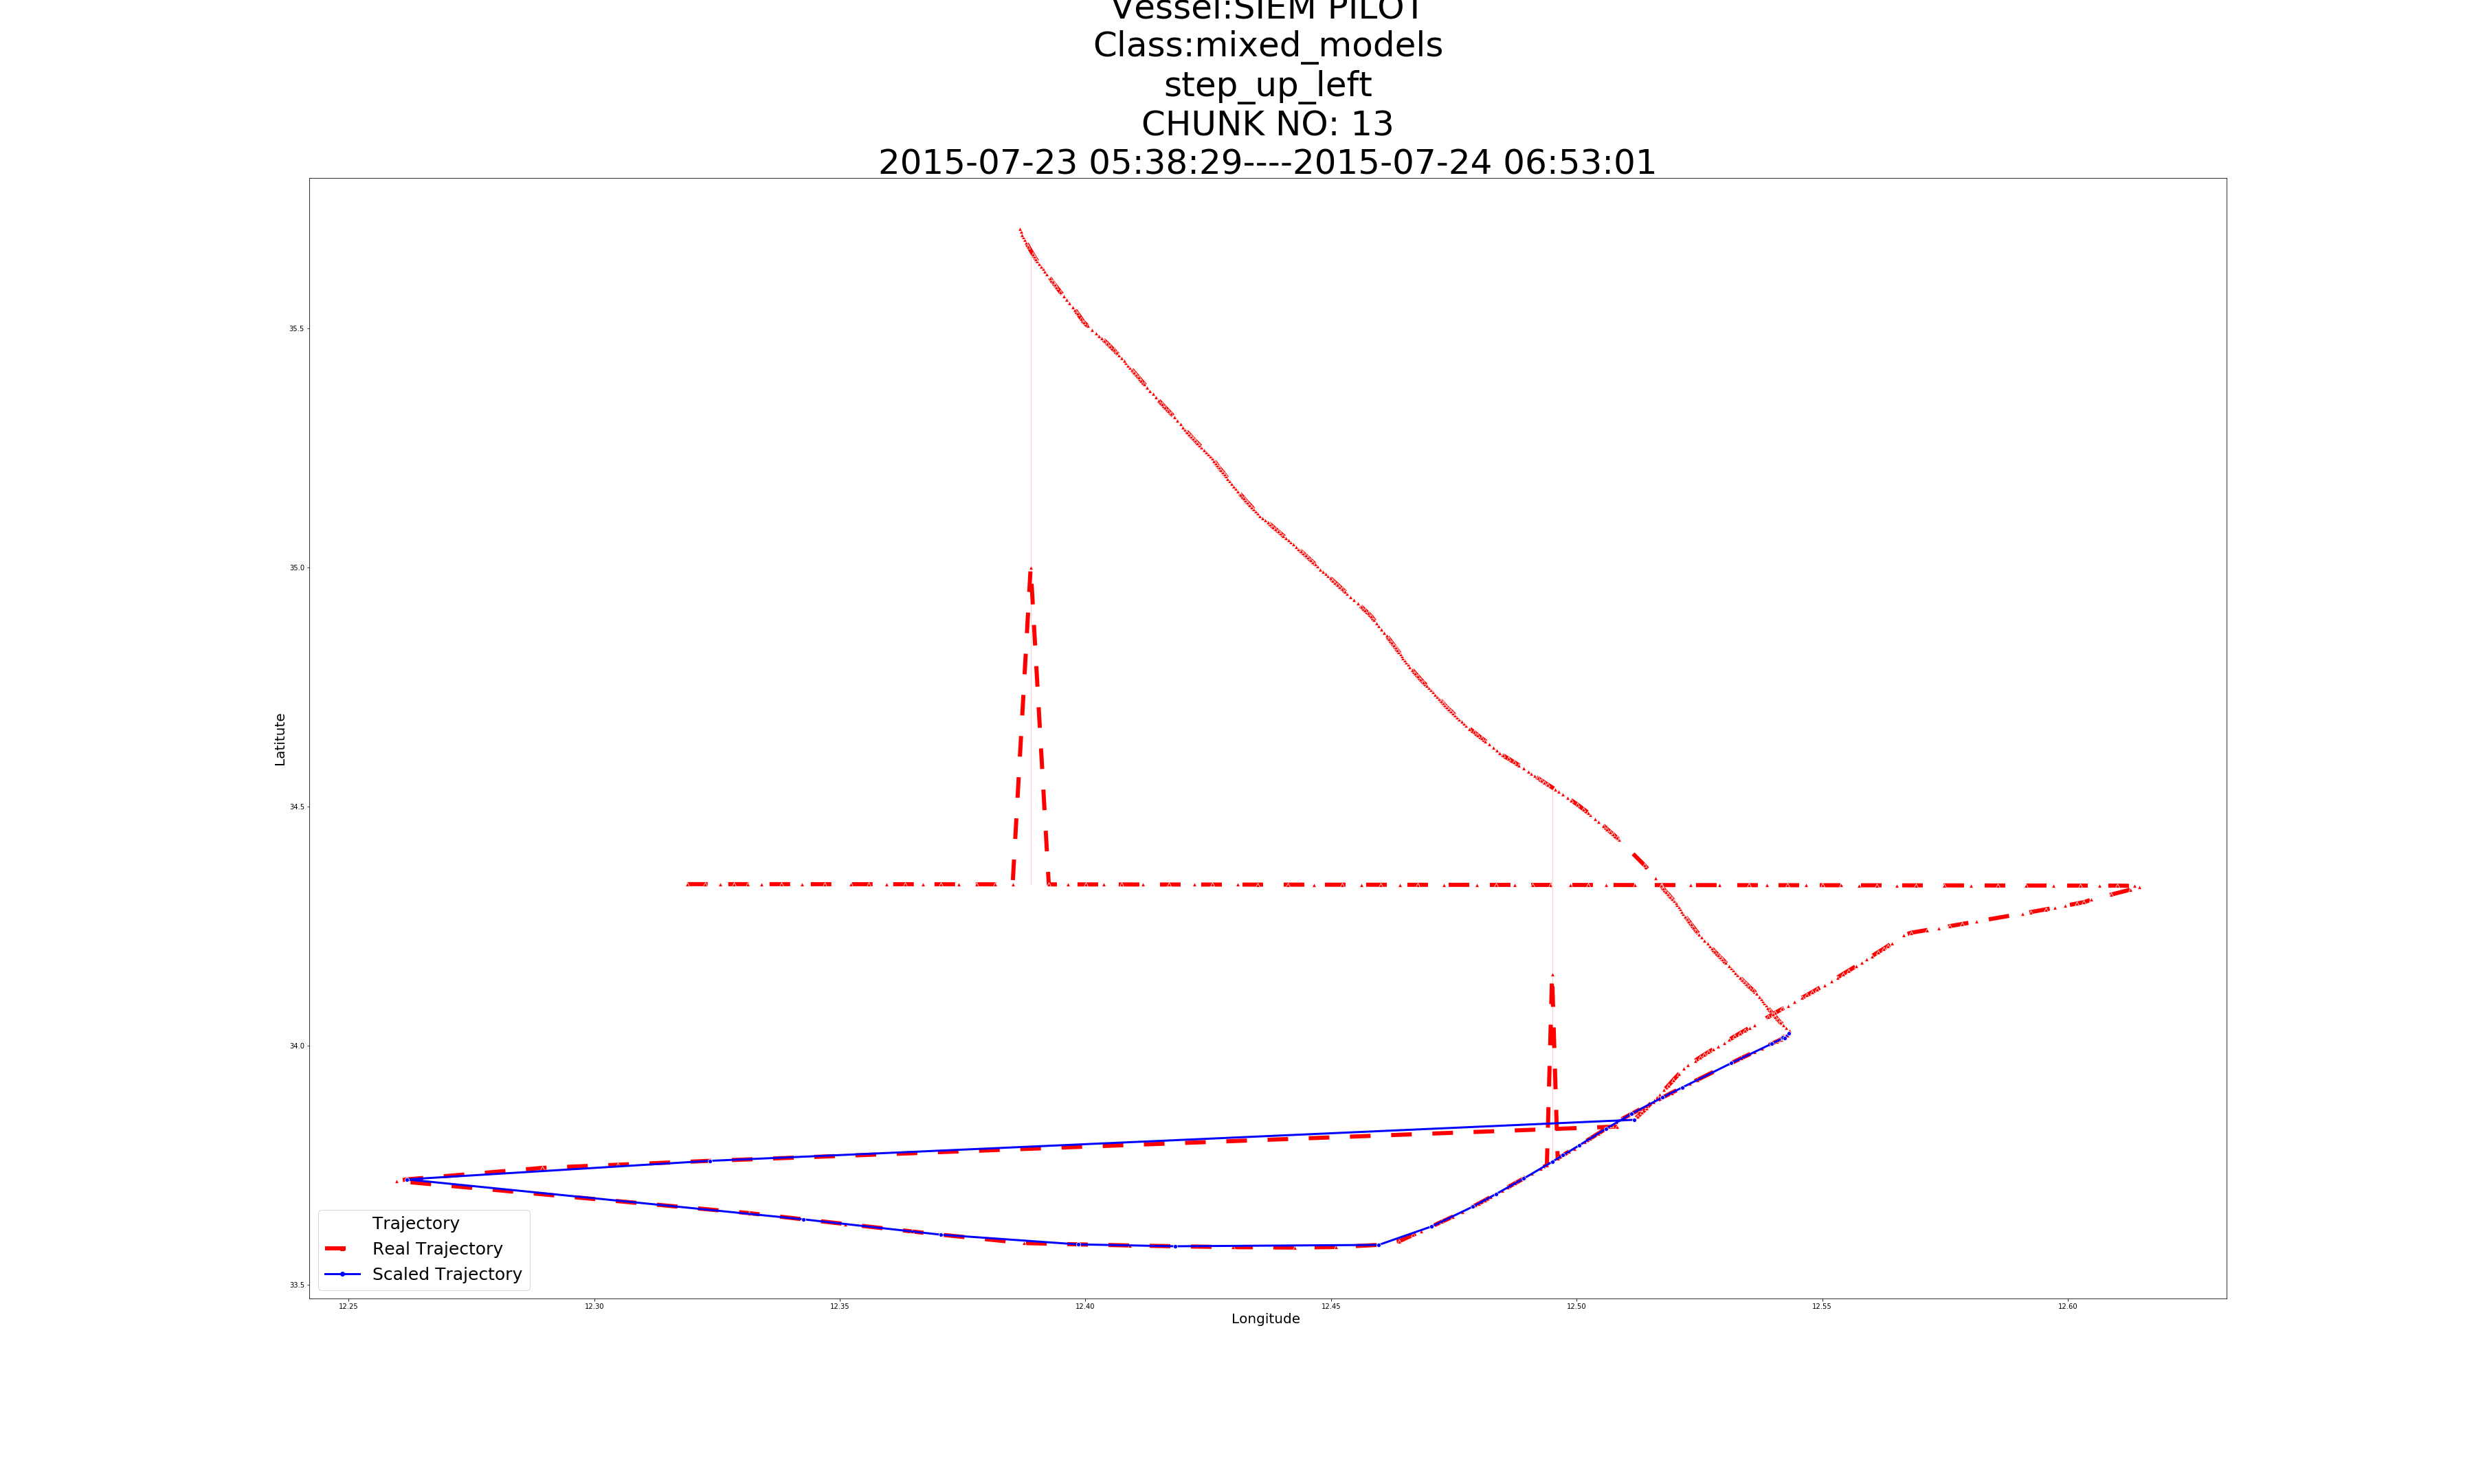 Vessel:SIEM PILOT
Class:mixed_models
step_up_left
CHUNK NO: 13
2015-07-23 05:38:29----2015-07-24 06:53:01
35.5
35.0
34.5
34.0
33.5
Latitute
Trajectory
Real Trajectory
Scaled Trajectory
12.25 12.30 12.35 12.40 12.45 12.50 12.55 12.60
Longitude